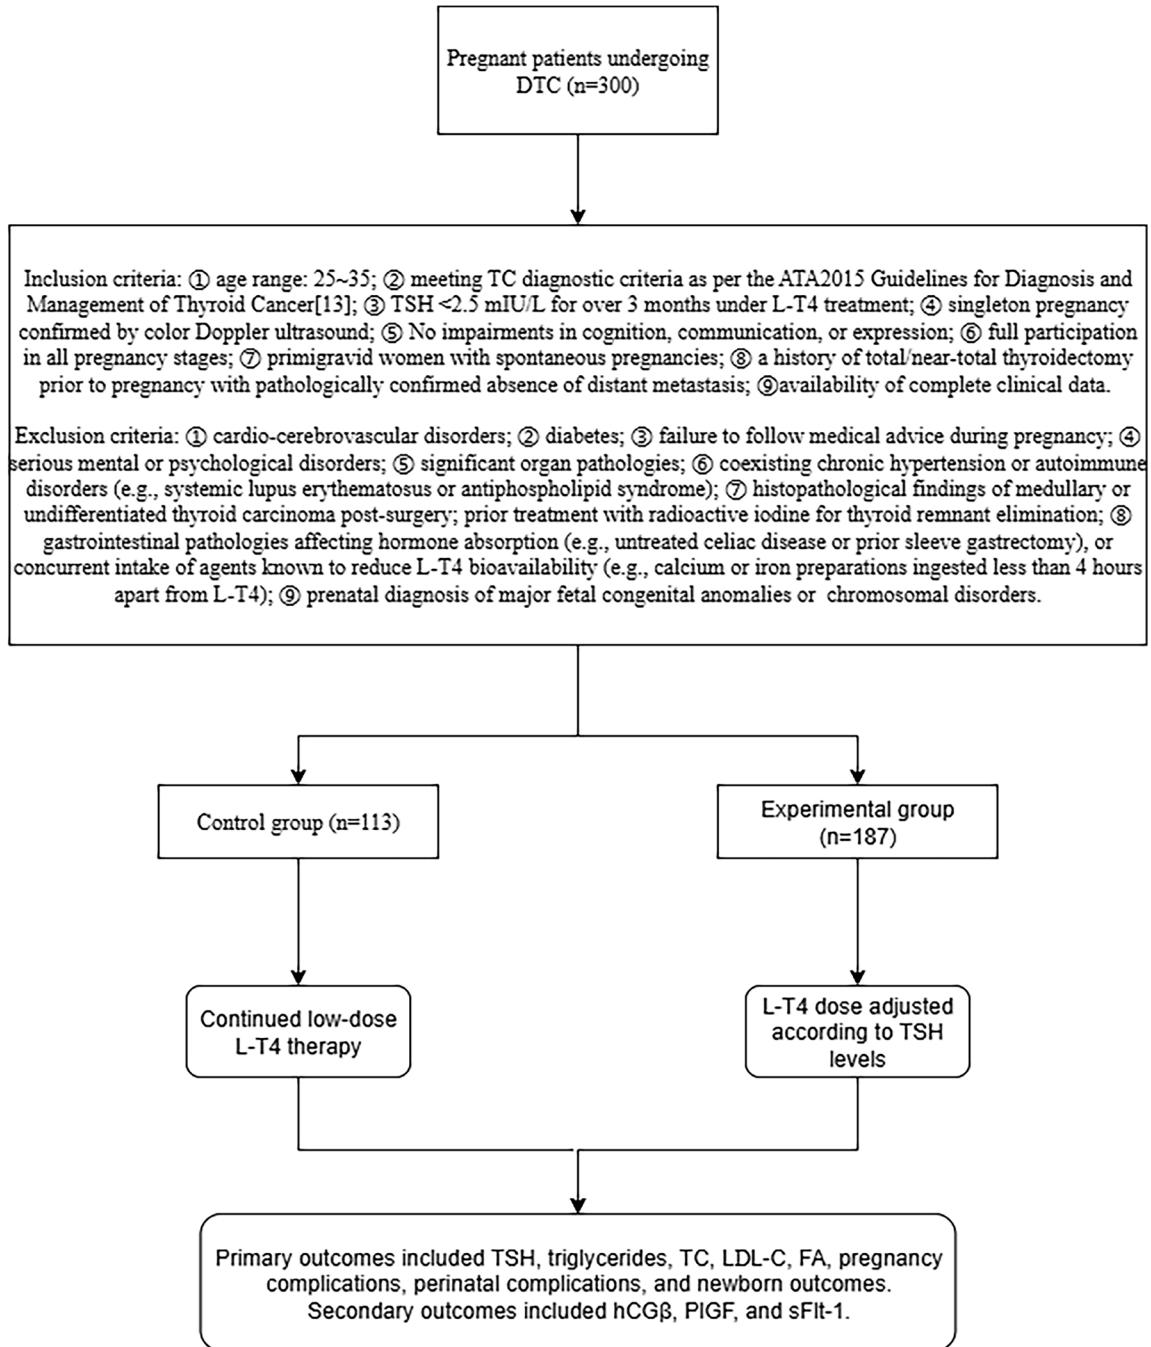 Pregnant patients undergoing
DTC (n=300)
Inclusion criteria: ① age range: 25~35; ② meeting TC diagnostic criteria as per the ATA2015 Guidelines for Diagnosis and
Management of Thyroid Cancer[13]; ③ TSH <2.5 mIU/L for over 3 months under L-T4 treatment; ④ singleton pregnancy
confirmed by color Doppler ultrasound; ⑤ No impairments in cognition, communication, or expression; ⑥ full participation
in all pregnancy stages; ⑦ primigravid women with spontaneous pregnancies; ⑧ a history of total/near-total thyroidectomy
prior to pregnancy with pathologically confirmed absence of distant metastasis; ⑨availability of complete clinical data.
Exclusion criteria: ① cardio-cerebrovascular disorders; ② diabetes; ③ failure to follow medical advice during pregnancy; ④
serious mental or psychological disorders; ⑤ significant organ pathologies; ⑥ coexisting chronic hypertension or autoimmune
disorders (e.g., systemic lupus erythematosus or antiphospholipid syndrome); ⑦ histopathological findings of medullary or
undifferentiated thyroid carcinoma post-surgery; prior treatment with radioactive iodine for thyroid remnant elimination; ⑧
gastrointestinal pathologies affecting hormone absorption (e.g., untreated celiac disease or prior sleeve gastrectomy), or
concurrent intake of agents known to reduce L-T4 bioavailability (e.g., calcium or iron preparations ingested less than 4 hours
apart from L-T4); ⑨ prenatal diagnosis of major fetal congenital anomalies or chromosomal disorders.
Control group (n=113)
Experimental group
(n=187)
Continued low-dose
L-T4 therapy
L-T4 dose adjusted
according to TSH
levels
Primary outcomes included TSH, triglycerides, TC, LDL-C, FA, pregnancy
complications, perinatal complications, and newborn outcomes.
Secondary outcomes included hCGβ, PlGF, and sFlt-1.